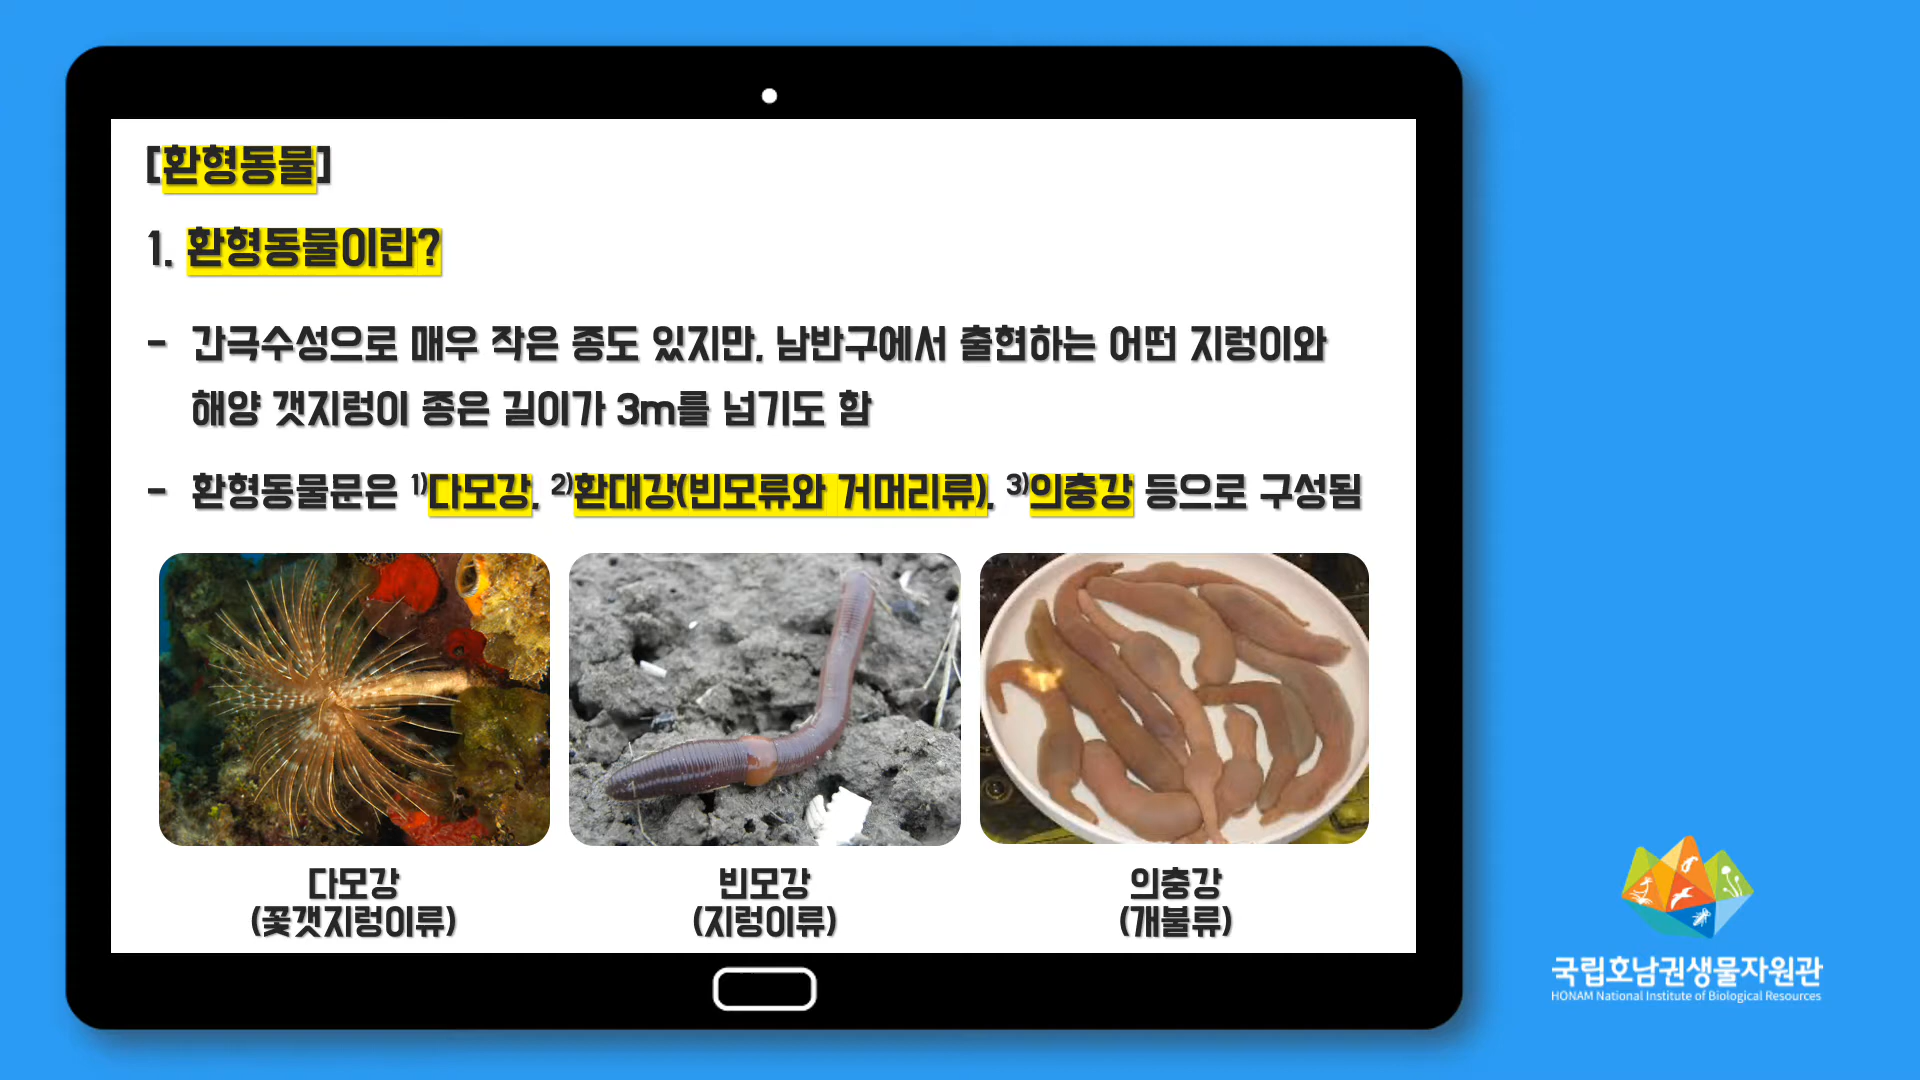 [환형동물]
1. 환형동물이란?
- 간극수성으로 매우 작은 종도 있지만, 남반구에서 출현하는 어떤 지렁이와
해양 갯지렁이 종은 길이가 3m를 넘기도 함
- 환형동물문은 1)다모강, 2)환대강(빈모류와 거머리류), 3)의충강 등으로 구성됨
다모강
(꽃갯지렁이류)
빈모강
(지렁이류)
의충강
(개불류)
국립호남권생물자원관
HONAM National Institute of Biological Resources